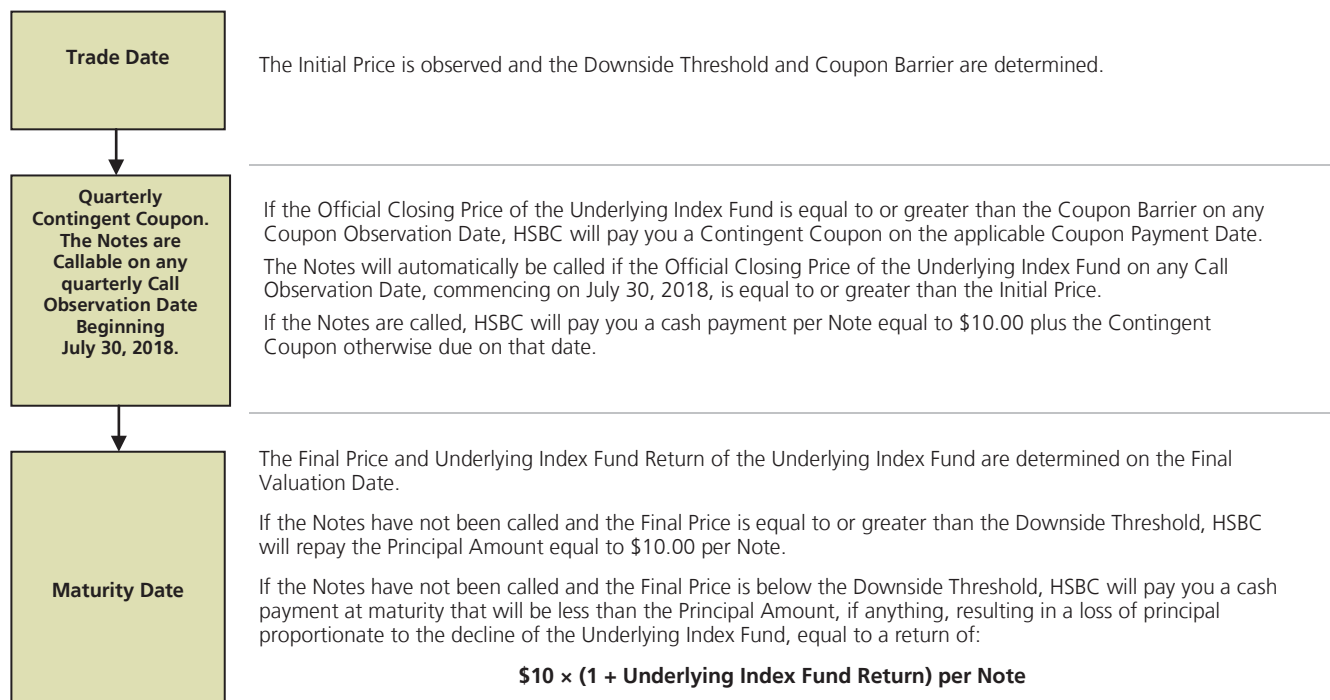 Trade Date
The Initial Price is observed and the Downside Threshold and Coupon Barrier are determined.
Quarterly
Contingent Coupon.
The Notes are
Callable on any
quarterly Call
Observation Date
Beginning
July 30, 2018.
If the Official Closing Price of the Underlying Index Fund is equal to or greater than the Coupon Barrier on any
Coupon Observation Date, HSBC will pay you a Contingent Coupon on the applicable Coupon Payment Date.
The Notes will automatically be called if the Official Closing Price of the Underlying Index Fund on any Call
Observation Date, commencing on July 30, 2018, is equal to or greater than the Initial Price.
If the Notes are called, HSBC will pay you a cash payment per Note equal to $10.00 plus the Contingent
Coupon otherwise due on that date.
Maturity Date
The Final Price and Underlying Index Fund Return of the Underlying Index Fund are determined on the Final
Valuation Date.
If the Notes have not been called and the Final Price is equal to or greater than the Downside Threshold, HSBC
will repay the Principal Amount equal to $10.00 per Note.
If the Notes have not been called and the Final Price is below the Downside Threshold, HSBC will pay you a cash
payment at maturity that will be less than the Principal Amount, if anything, resulting in a loss of principal
proportionate to the decline of the Underlying Index Fund, equal to a return of:
$10 × (1 + Underlying Index Fund Return) per Note